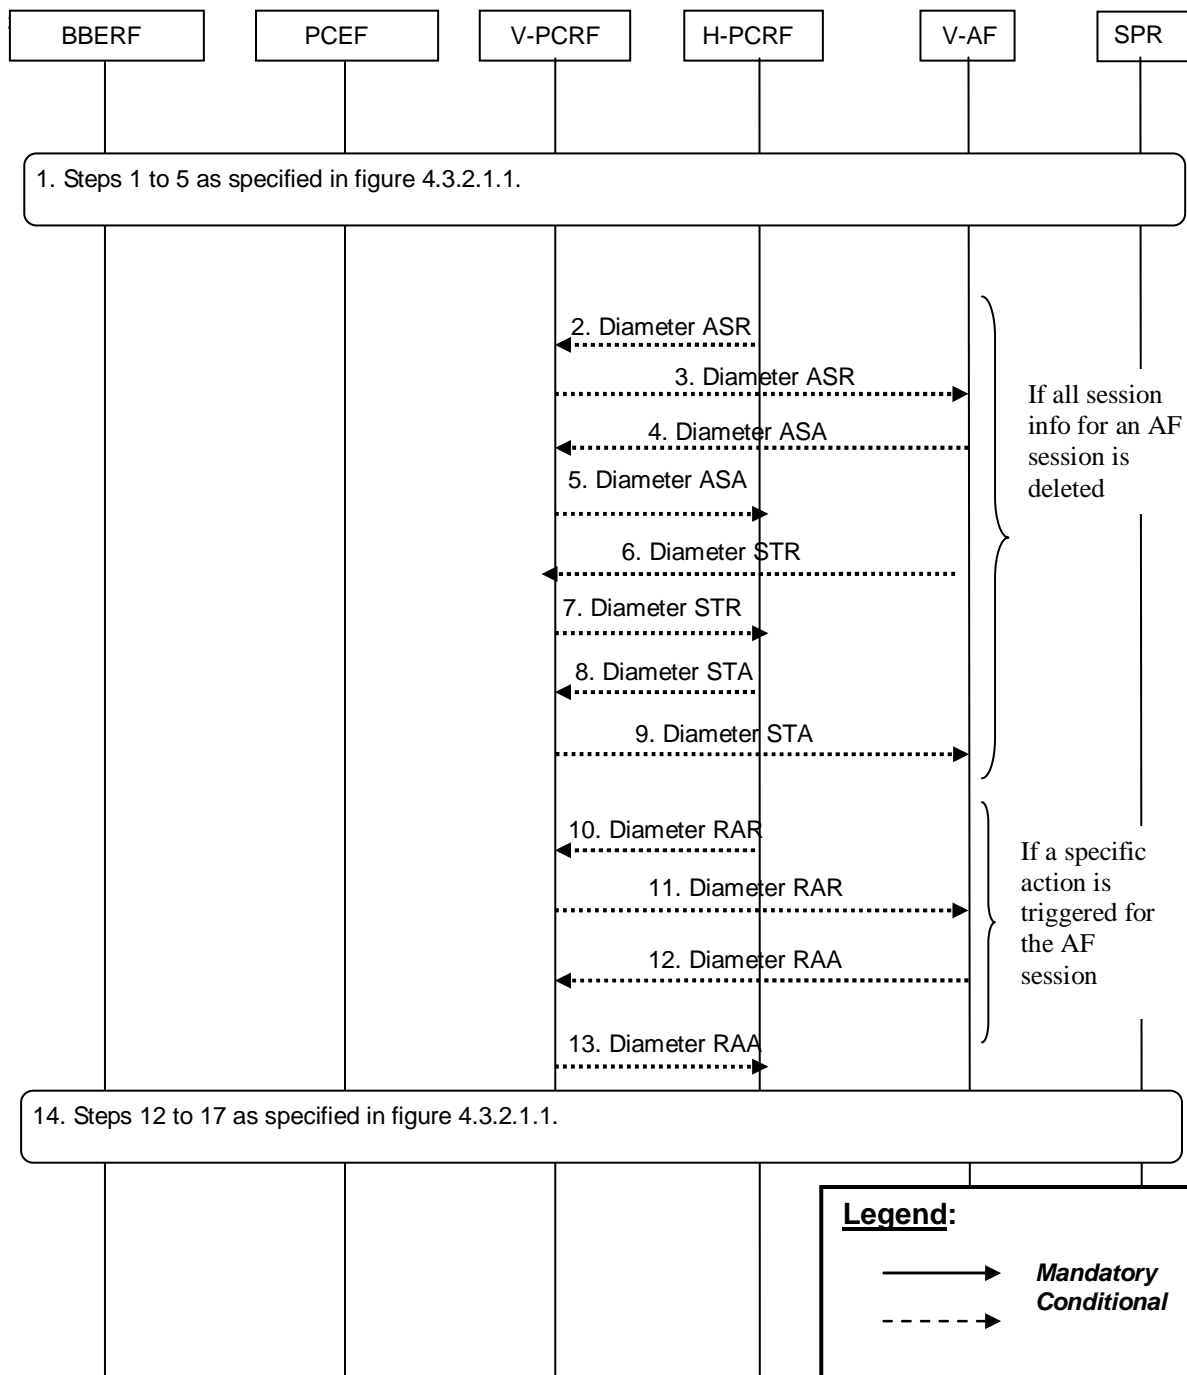 BBERF
PCEF
V-PCRF
H-PCRF
V-AF
SPR
1. Steps 1 to 5 as specified in figure 4.3.2.1.1.
2. Diameter ASR
3. Diameter ASR
4. Diameter ASA
5. Diameter ASA
6. Diameter STR
7. Diameter STR
8. Diameter STA
9. Diameter STA
If all session
info for an AF
session is
deleted
10. Diameter RAR
11. Diameter RAR
12. Diameter RAA
13. Diameter RAA
If a specific
action is
triggered for
the AF
session
14. Steps 12 to 17 as specified in figure 4.3.2.1.1.
Legend:
Mandatory
Conditional